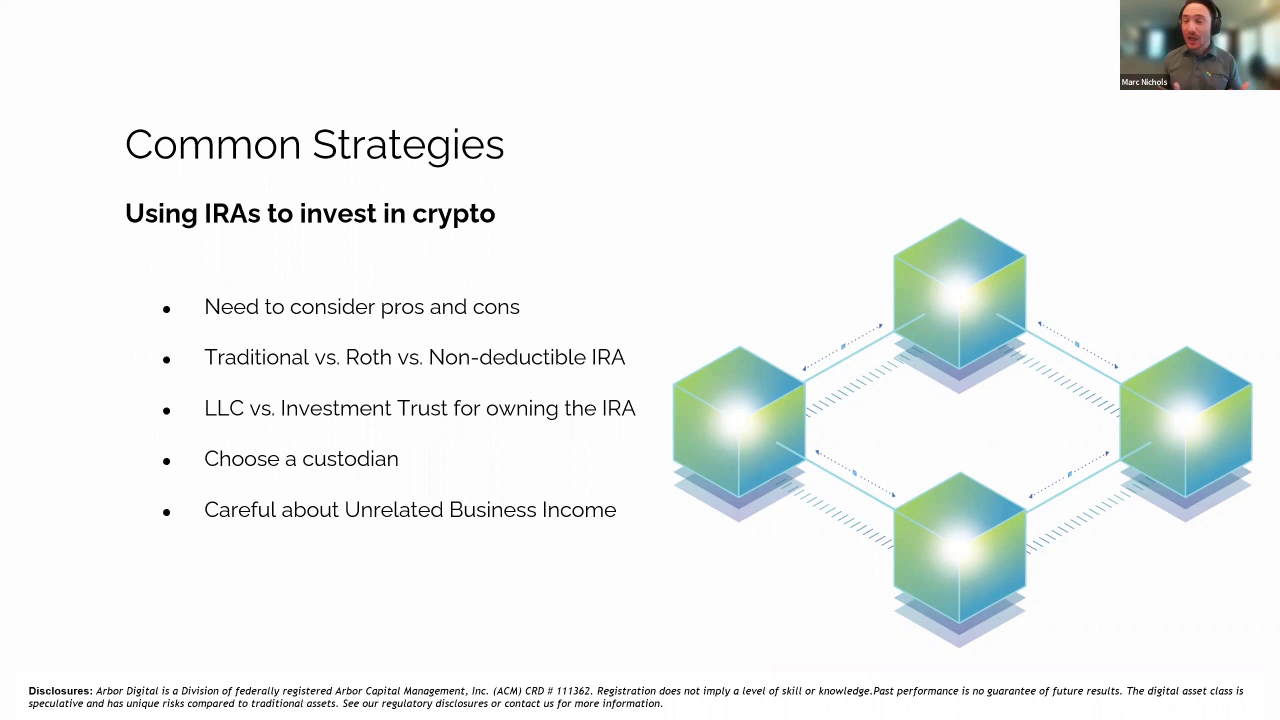 Marc Nichols
Common Strategies
Using IRAs to invest in crypto
● Need to consider pros and cons
● Traditional vs. Roth vs. Non-deductible IRA
● LLC vs. Investment Trust for owning the IRA
● Choose a custodian
● Careful about Unrelated Business Income
Disclosures: Arbor Digital is a Division of federally registered Arbor Capital Management, Inc. (ACM) CRD # 111362. Registration does not imply a level of skill or knowledge.Past performance is no guarantee of future results. The digital asset class is
speculative and has unique risks compared to traditional assets. See our regulatory disclosures or contact us for more information.